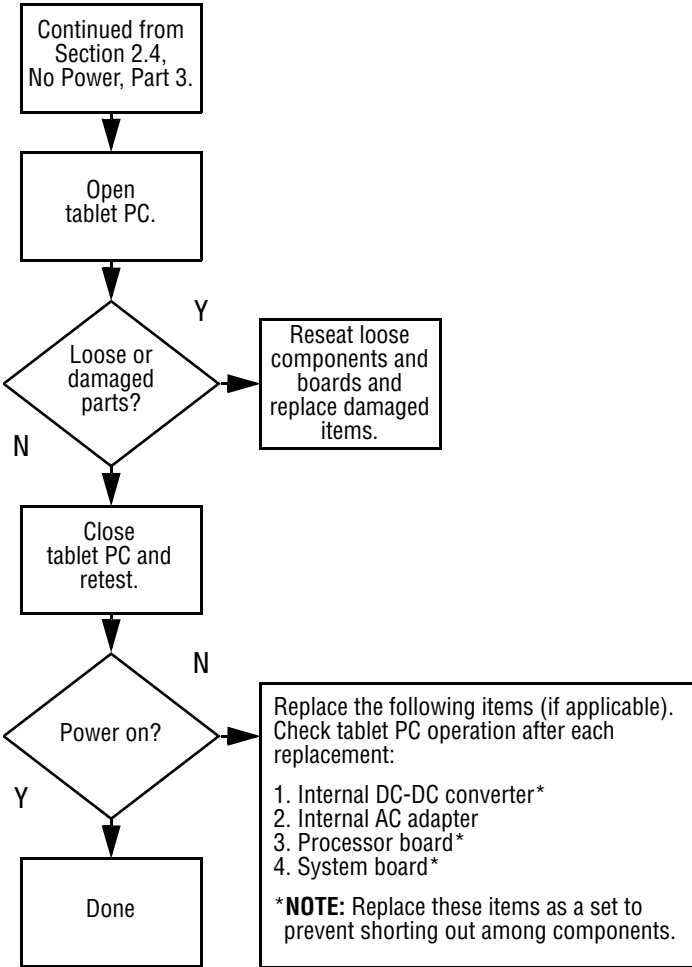 Continued from
Section 2.4,
No Power, Part 3.
Open
tablet PC.
Y
Loose or
damaged
parts?
Reseat loose
components and
boards and
replace damaged
items.
N
Close
tablet PC and
retest.
N
Power on?
Replace the following items (if applicable).
Check tablet PC operation after each
replacement:
1. Internal DC-DC converter*
2. Internal AC adapter
3. Processor board*
4. System board*
*NOTE: Replace these items as a set to
prevent shorting out among components.
Y
Done